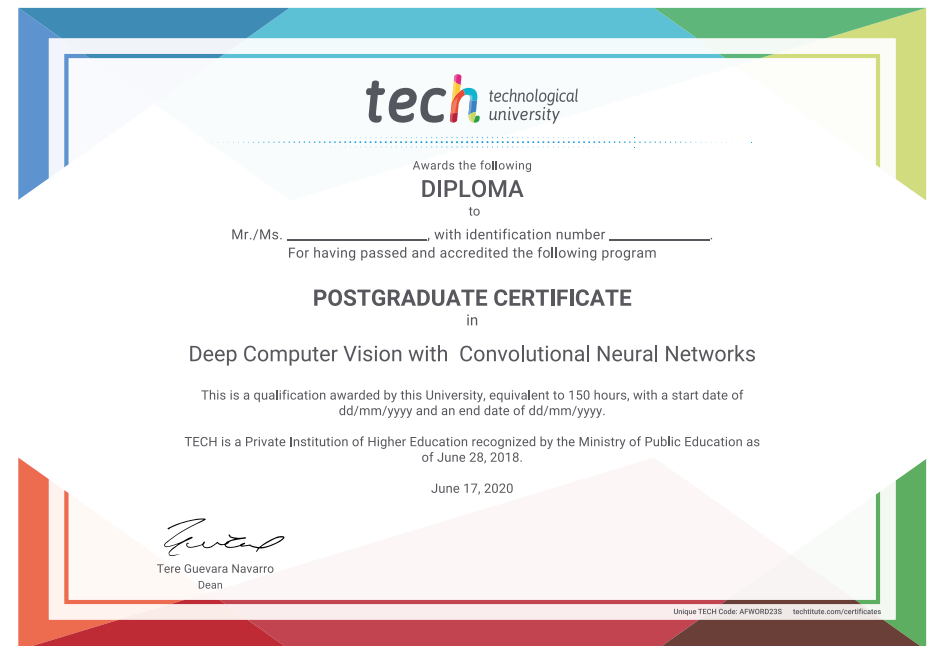 tech technological
university
Awards the following
DIPLOMA
to
Mr./Ms. ____________________, with identification number ______________.
For having passed and accredited the following program
POSTGRADUATE CERTIFICATE
in
Deep Computer Vision with Convolutional Neural Networks
This is a qualification awarded by this University, equivalent to 150 hours, with a start date of
dd/mm/yyyy and an end date of dd/mm/yyyy.
TECH is a Private Institution of Higher Education recognized by the Ministry of Public Education as
of June 28, 2018.
June 17, 2020
Tere Guevara Navarro
Dean
Unique TECH Code: AFWORD23S techtitute.com/certificates